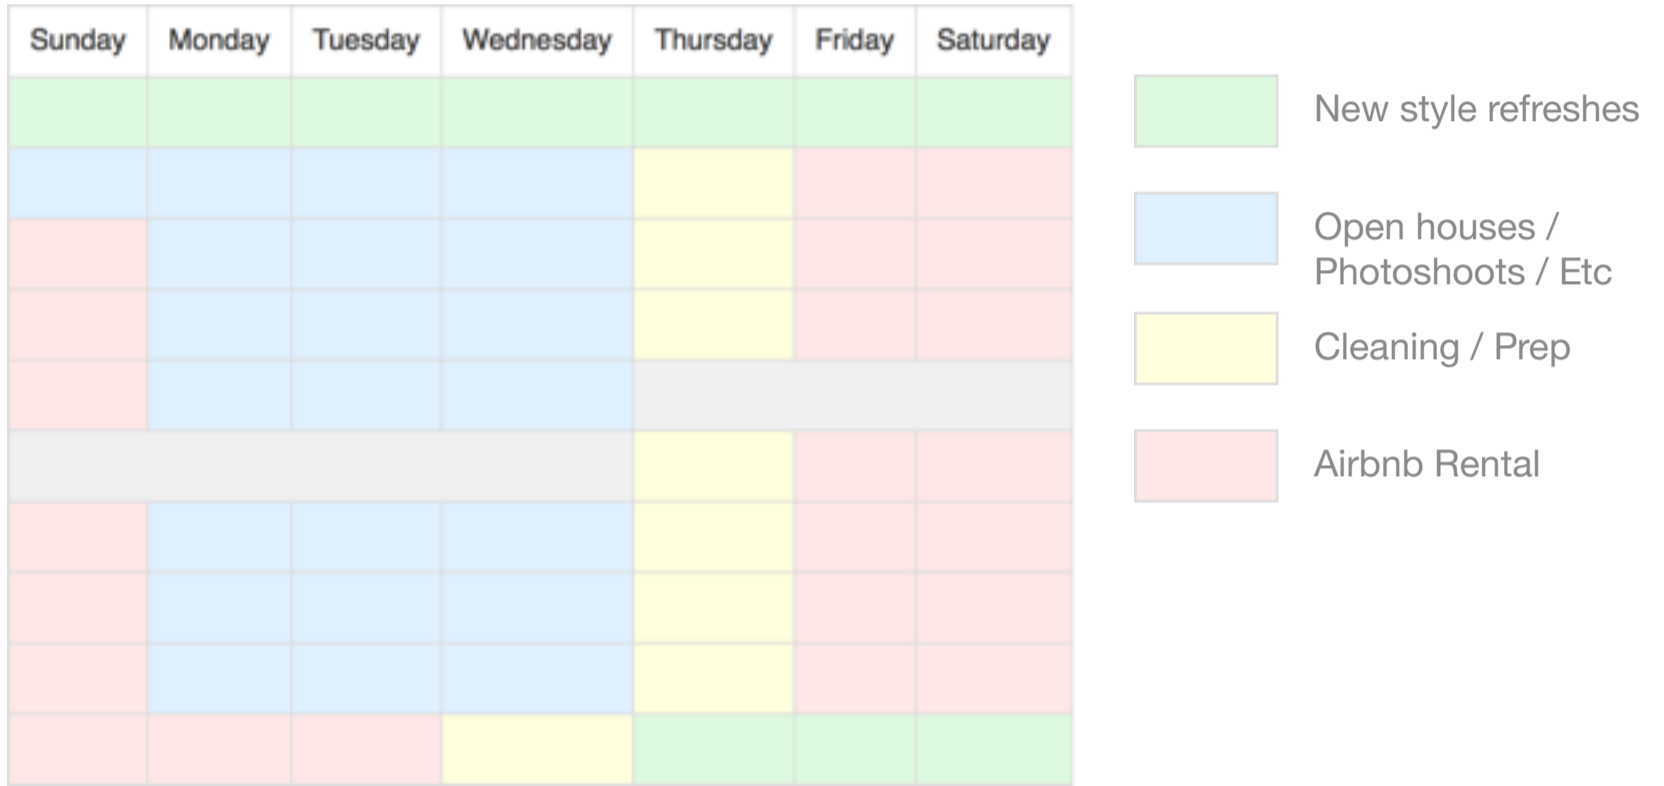 Sunday Monday Tuesday Wednesday Thursday Friday Saturday
New style refreshes
Open houses /
Photoshoots / Etc
Cleaning / Prep
Airbnb Rental